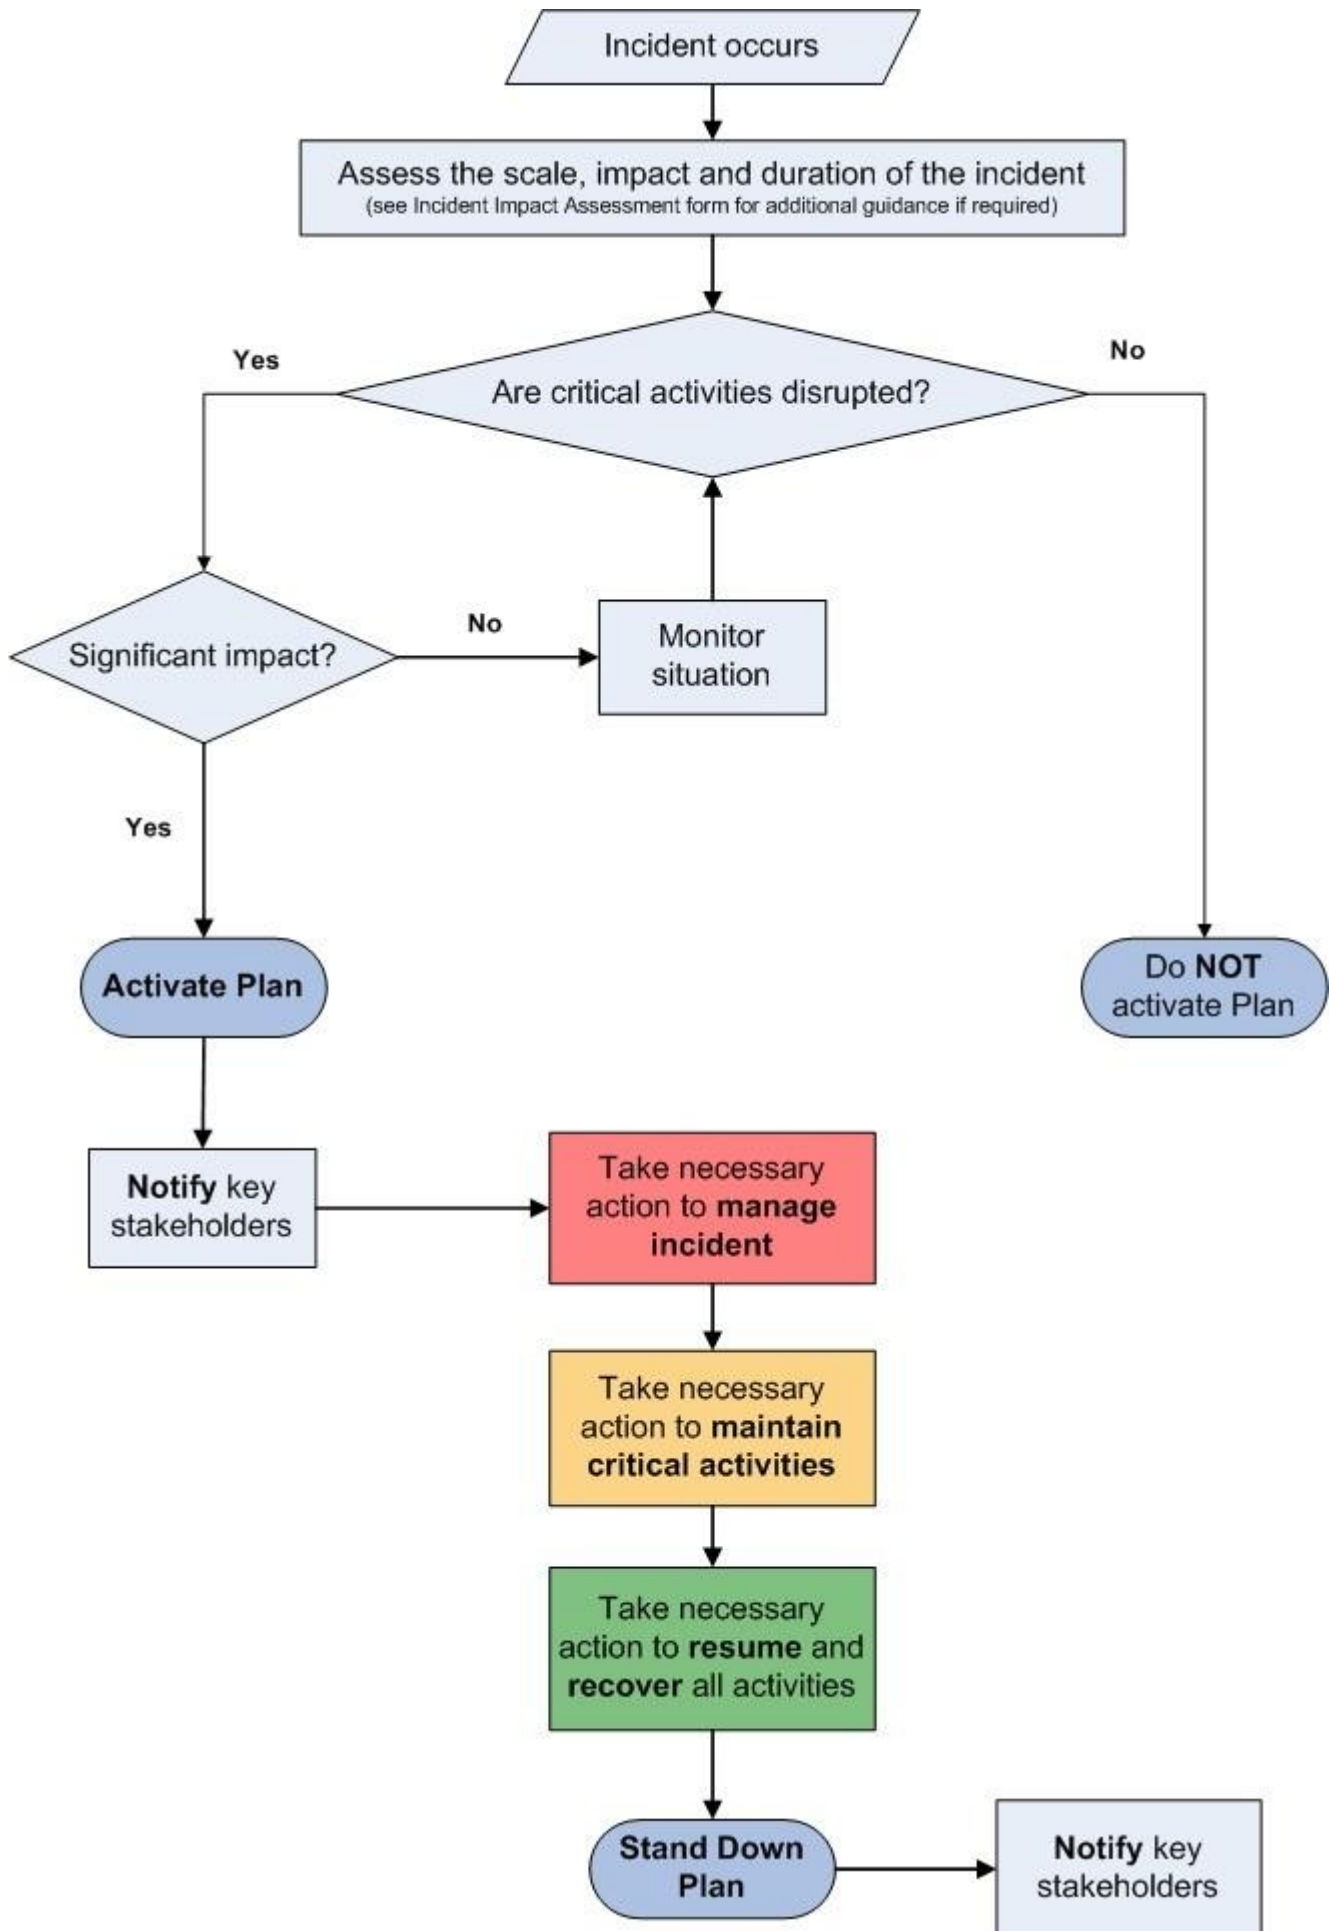 Incident occurs
Assess the scale, impact and duration of the incident
(see Incident Impact Assessment form for additional guidance if required)
Yes
No
Are critical activities disrupted?
Significant impact?
No
Monitor
situation
Yes
Activate Plan
Do NOT
activate Plan
Notify key
stakeholders
Take necessary
action to manage
incident
Take necessary
action to maintain
critical activities
Take necessary
action to resume and
recover all activities
Stand Down
Plan
Notify key
stakeholders